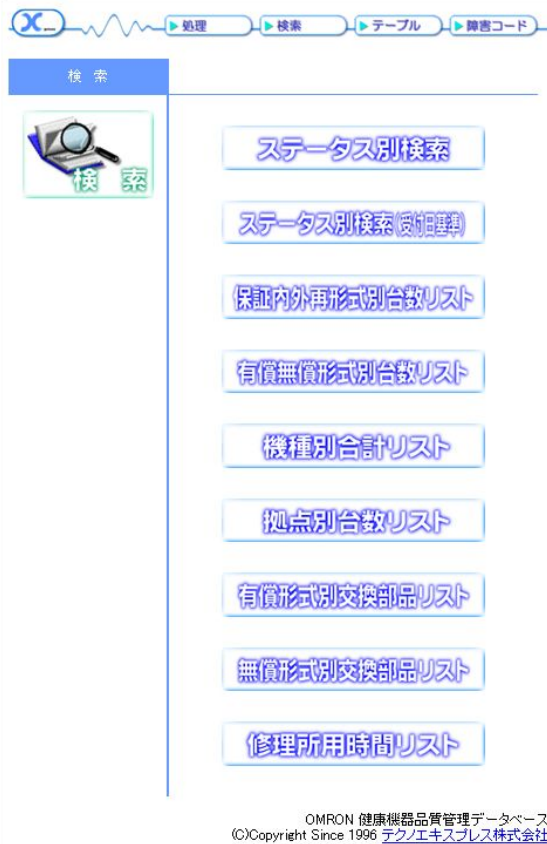 処理 検索 テーブル 障害コード
検 索
検 索
ステータス別検索
ステータス別検索(受付日基準)
保証内外再形式別台数リスト
有償無償形式別台数リスト
機種別合計リスト
拠点別台数リスト
有償形式別交換部品リスト
無償形式別交換部品リスト
修理所用時間リスト
OMRON 健康機器品質管理データベース
(C)Copyright Since 1996 テクノエキスプレス株式会社